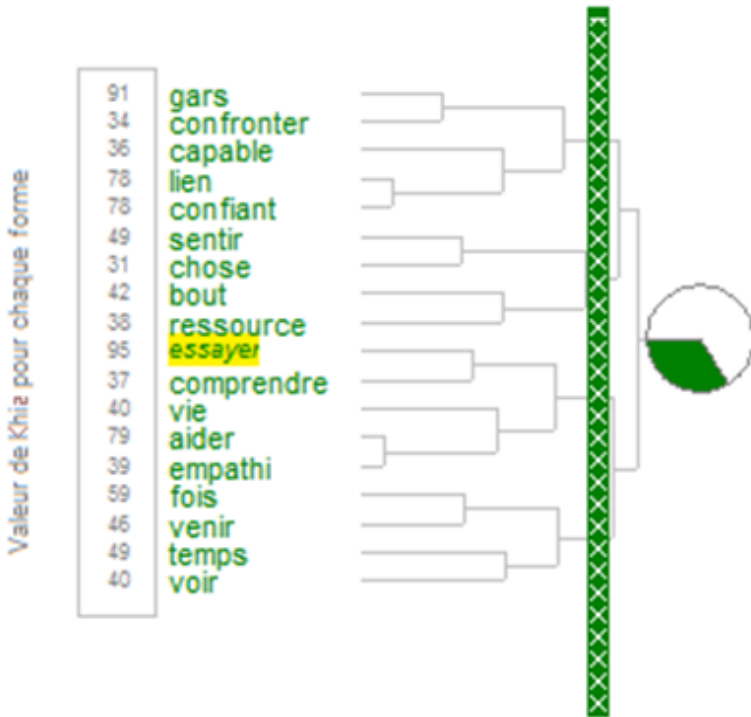 Valeur de Khi2 pour chaque forme
91 gars
34 confronter
36 capable
78 lien
78 confiant
49 sentir
31 chose
42 bout
38 ressource
95 essayer
37 comprendre
40 vie
79 aider
39 empathi
59 fois
46 venir
49 temps
40 voir